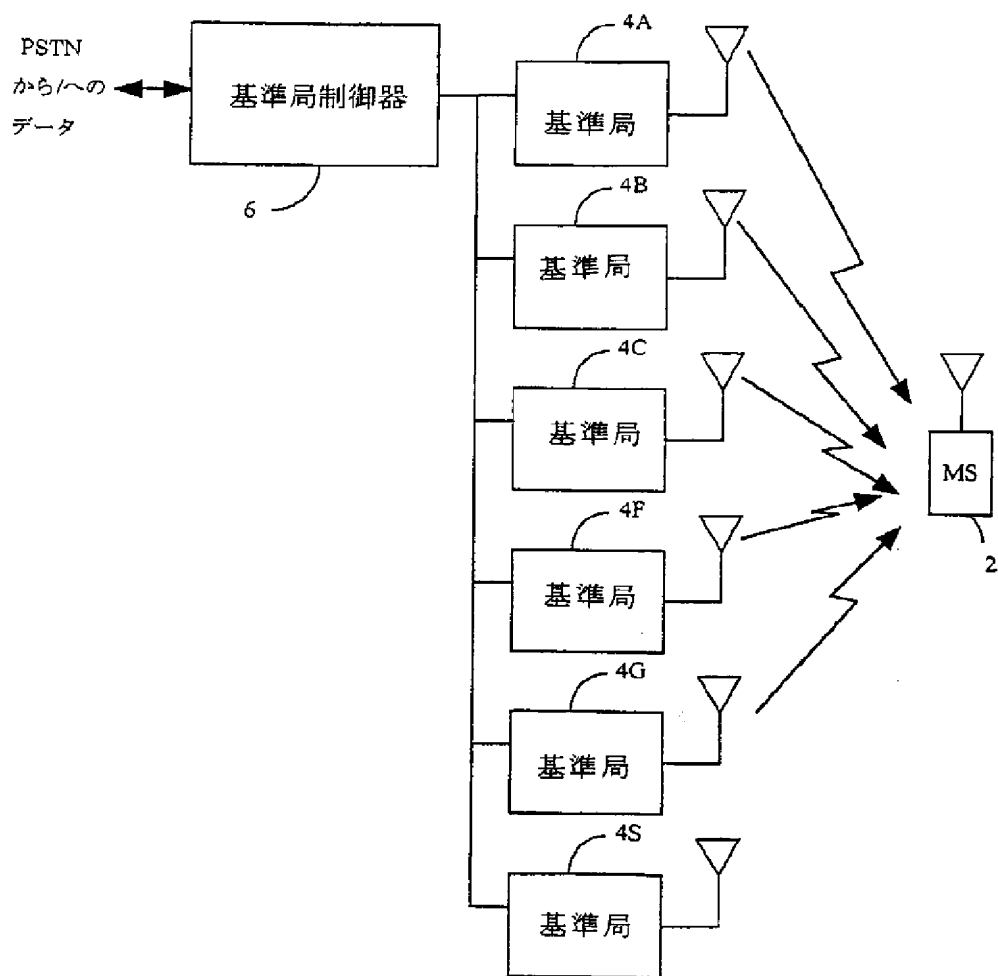 PSTN
から/への
データ
基準局制御器
6
4A
基準局
4B
基準局
4C
基準局
4F
基準局
4G
基準局
4S
基準局
MS
2